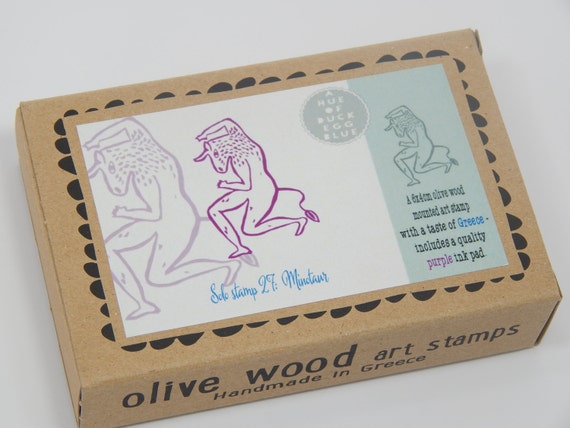 A
HUE OF
DUCK
EGG
BLUE
A 6x4cm olive wood
mounted art stamp
with a taste of Greece -
includes a quality
purple ink pad.
Solo stamp 27: Minotaur
olive wood art stamps
Handmade in Greece